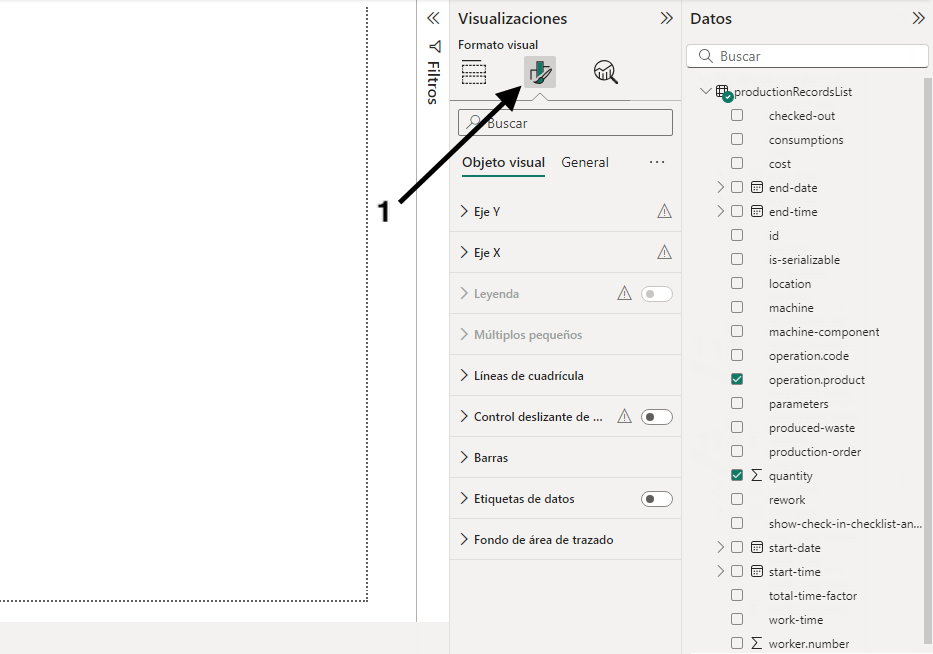 Visualizaciones
Datos
Formato visual
Filtros
Buscar
Buscar
1
Objeto visual General ...
Eje Y
Eje X
Leyenda
Múltiplos pequeños
Líneas de cuadrícula
Control deslizante de ...
Barras
Etiquetas de datos
Fondo de área de trazado
productionRecordsList
checked-out
consumptions
cost
end-date
end-time
id
is-serializable
location
machine
machine-component
operation.code
operation.product
parameters
produced-waste
production-order
quantity
rework
show-check-in-checklist-an...
start-date
start-time
total-time-factor
work-time
worker.number